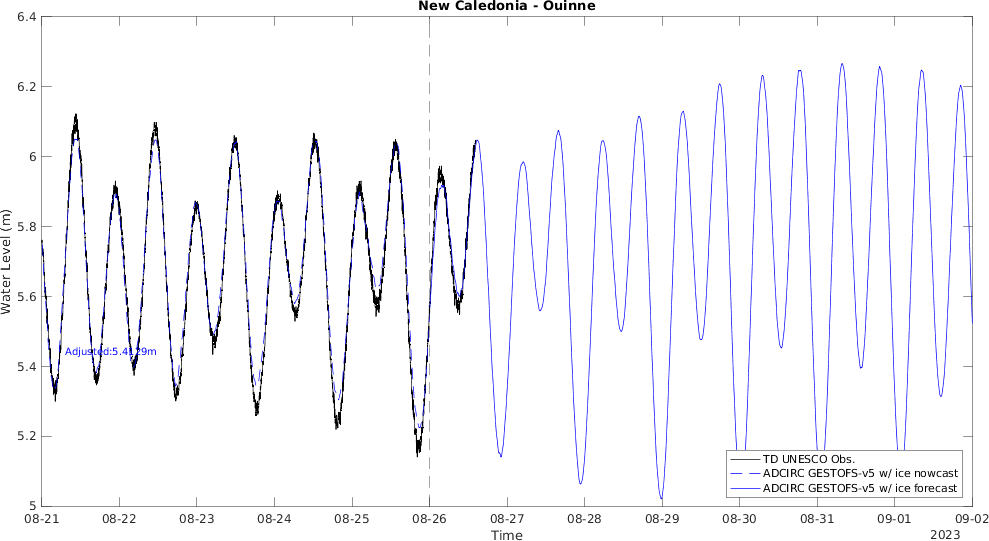 New Caledonia - Ouinne
6.4
6.2
6
5.8
5.6
5.4
5.2
5
Water Level (m)
Adjusted:5.4129m
TD UNESCO Obs.
ADCIRC GESTOFS-v5 w/ ice nowcast
ADCIRC GESTOFS-v5 w/ ice forecast
08-21 08-22 08-23 08-24 08-25 08-26 08-27 08-28 08-29 08-30 08-31 09-01 09-02
Time
2023